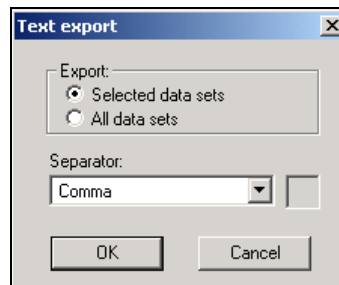 Text export
Export:
Selected data sets
All data sets
Separator:
Comma
OK
Cancel